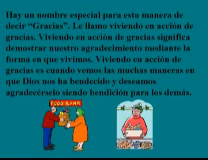 Hay un nombre especial para esta manera de
decir “Gracias”. Le llamo viviendo en acción de
gracias. Viviendo en acción de gracias significa
demostrar nuestro agradecimiento mediante la
forma en que vivimos. Viviendo en acción de
gracias es cuando vemos las muchas maneras en
que Dios nos ha bendecido y deseamos
agradecérselo siendo bendición para los demás.
FOOD BANK